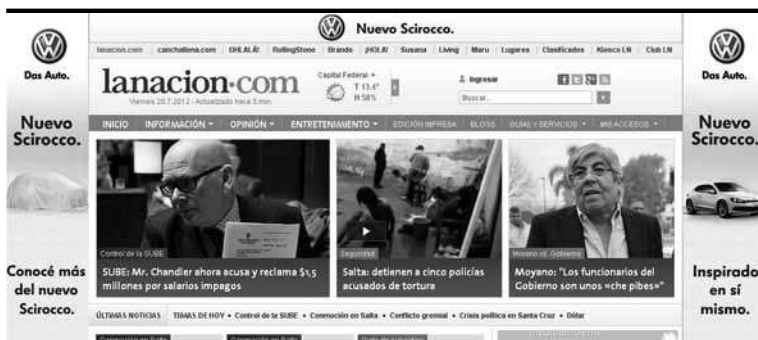 Nuevo Scirocco.
Das Auto.
Nuevo
Scirocco.
Conocé más
del nuevo
Scirocco.
lanacion.com canchallena.com OHLALÁ! RollingStone Brando ¡HOLA! Susana Living Maru Lugares Clasificados Kiosco LN Club LN
lanacion.com
Viernes 20.7.2012 - Actualizado hace 5 min.
Capital Federal
T 13.4°
H 58%
Ingresar
Buscar...
INICIO INFORMACIÓN OPINIÓN ENTRETENIMIENTO EDICIÓN IMPRESA BLOGS GUÍAS Y SERVICIOS MIS ACCESOS
Control de la SUBE
SUBE: Mr. Chandler ahora acusa y reclama $1,5
millones por salarios impagos
Seguridad
Salta: detienen a cinco policías
acusados de tortura
Moyano vs. Gobierno
Moyano: "Los funcionarios del
Gobierno son unos «che pibes»"
ÚLTIMAS NOTICIAS TEMAS DE HOY • Control de la SUBE • Conmoción en Salta • Conflicto gremial • Crisis política en Santa Cruz • Dólar
Das Auto.
Nuevo
Scirocco.
Inspirado
en sí
mismo.